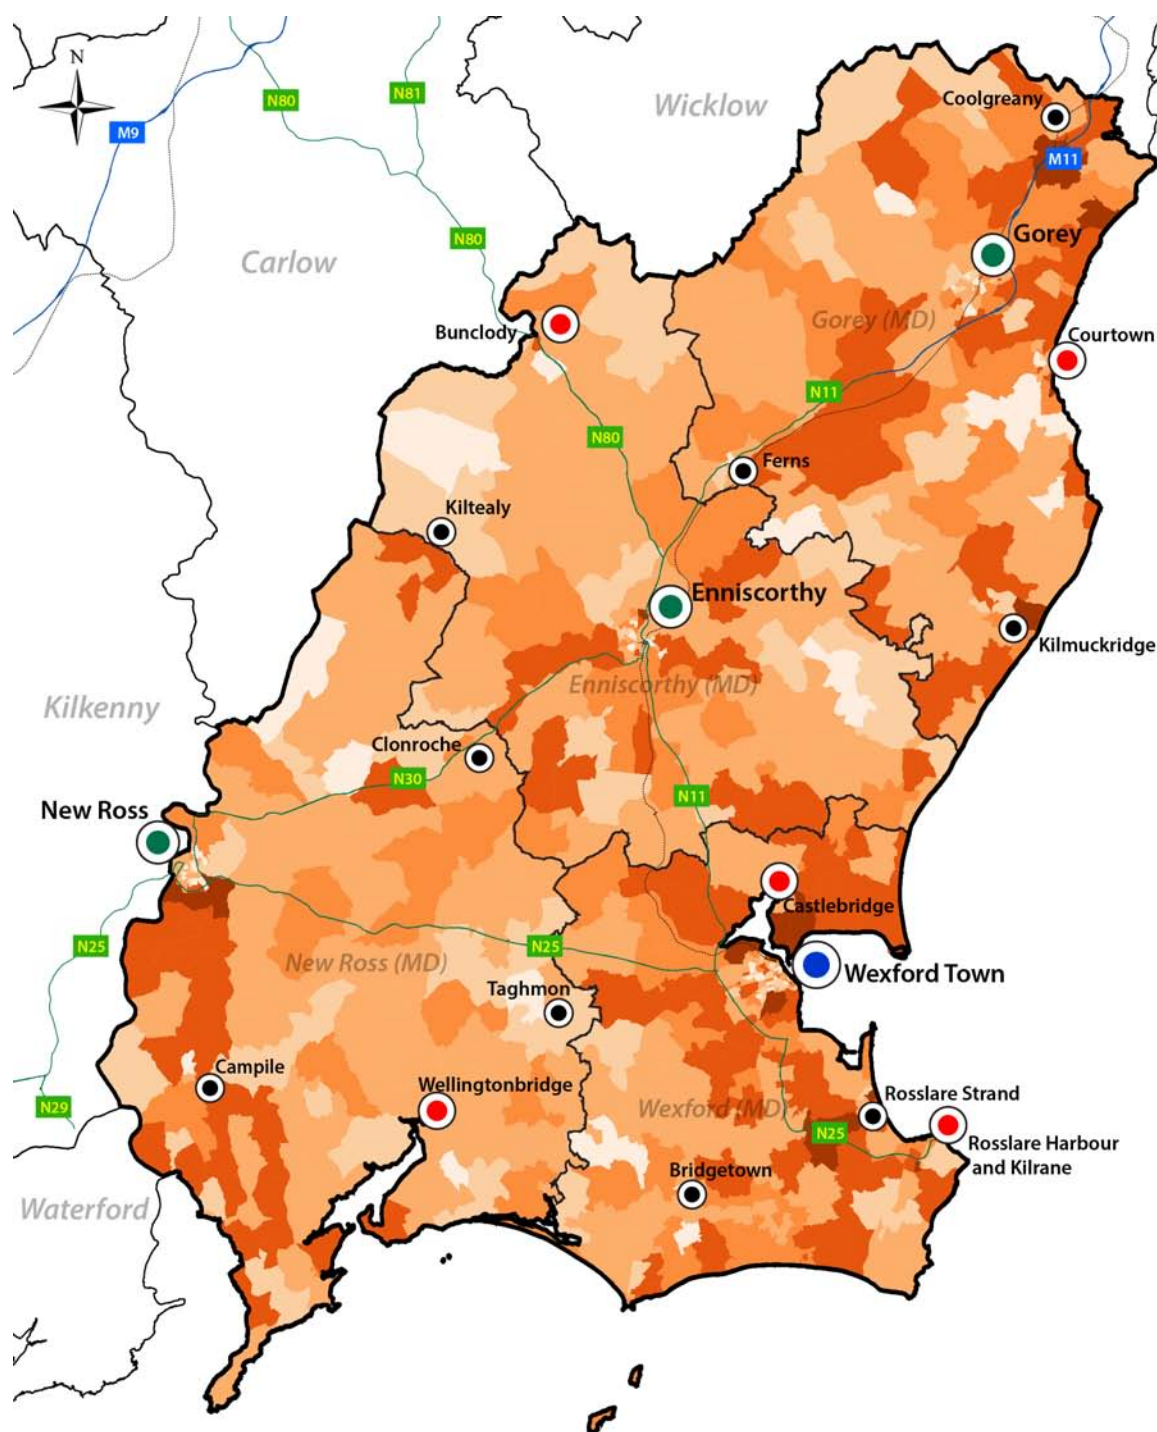 N
Wicklow
N80
N81
Coolgreany
M9
M11
N80
Gorey
Carlow
Gorey (MD)
Bunclody
Courtown
N11
N80
Ferns
Kiltealy
Enniscorthy
Kilmuckridge
Enniscorthy (MD)
Kilkenny
Clonroche
N30
N11
New Ross
Castlebridge
N25
N25
New Ross (MD)
Wexford Town
Taghmon
Campile
Wellingtonbridge
Rosslare Strand
N29
Wexford (MD)
N25
Rosslare Harbour
and Kilrane
Bridgetown
Waterford